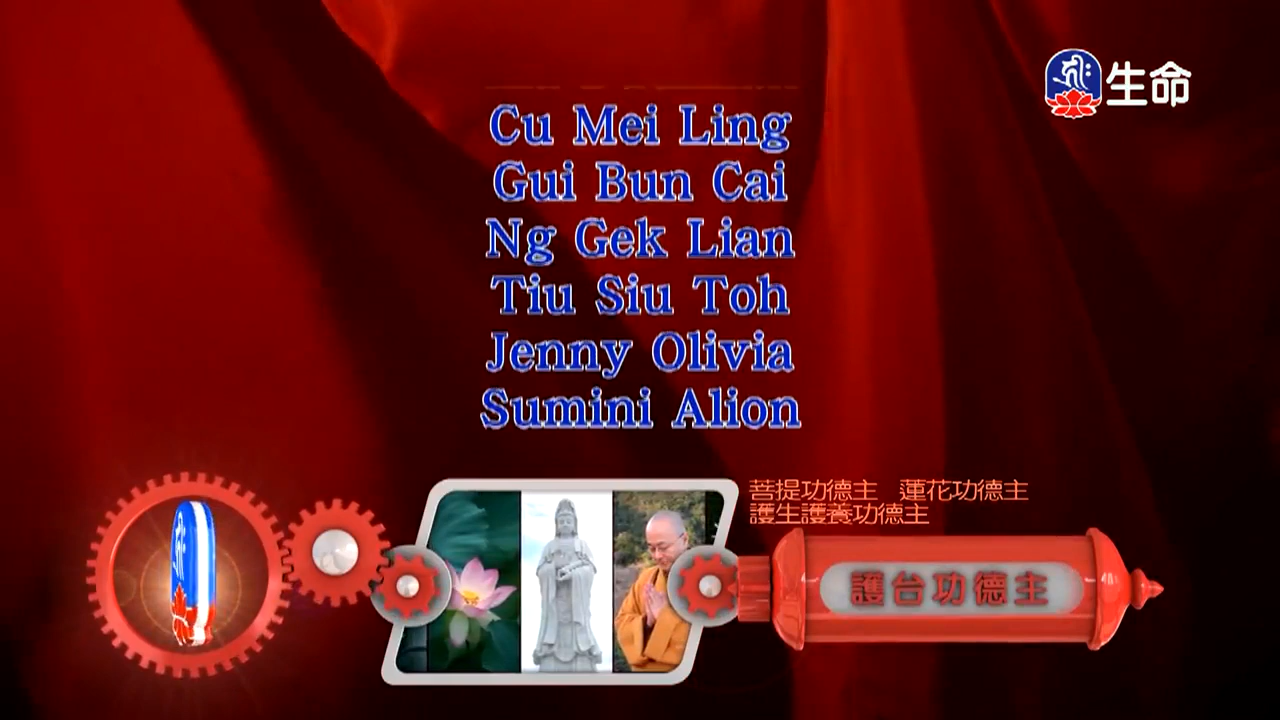 生命
Cu Mei Ling
Gui Bun Cai
Ng Gek Lian
Tiu Siu Toh
Jenny Olivia
Sumini Alion
菩提功德主 蓮花功德主
護生護養功德主
護台功德主